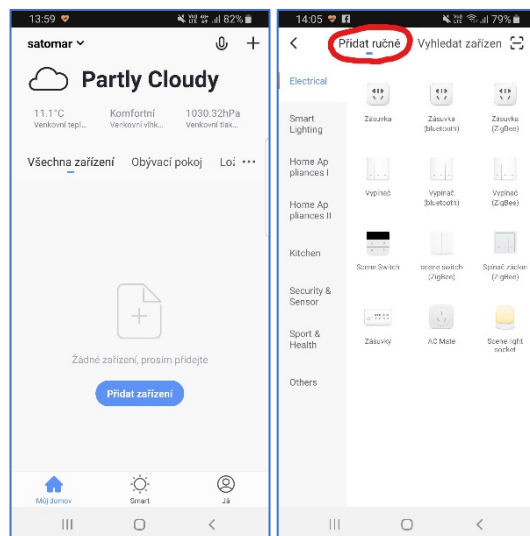 13:59
82%
satomar
Partly Cloudy
11.1°C Komfortní 1030.32hPa
Venkovní tepl... Venkovní vlhk... Venkovní tlak...
Všechna zařízení Obývací pokoj Lož
Žádné zařízení, prosím přidejte
Přidat zařízení
Můj domov Smart Já
14:05
79%
Přidat ručně Vyhledat zařízen
Electrical
Smart
Lighting
Home Ap
pliances I
Home Ap
pliances II
Kitchen
Security &
Sensor
Sport &
Health
Others
Zásuvka Zásuvka Zásuvka
(bluetooth) (ZigBee)
Vypínač Vypínač Vypínač
(bluetooth) (ZigBee)
Scene Switch scene switch Spínač záclon
(ZigBee) (ZigBee)
Zásuvky AC Mate Scene light
socket